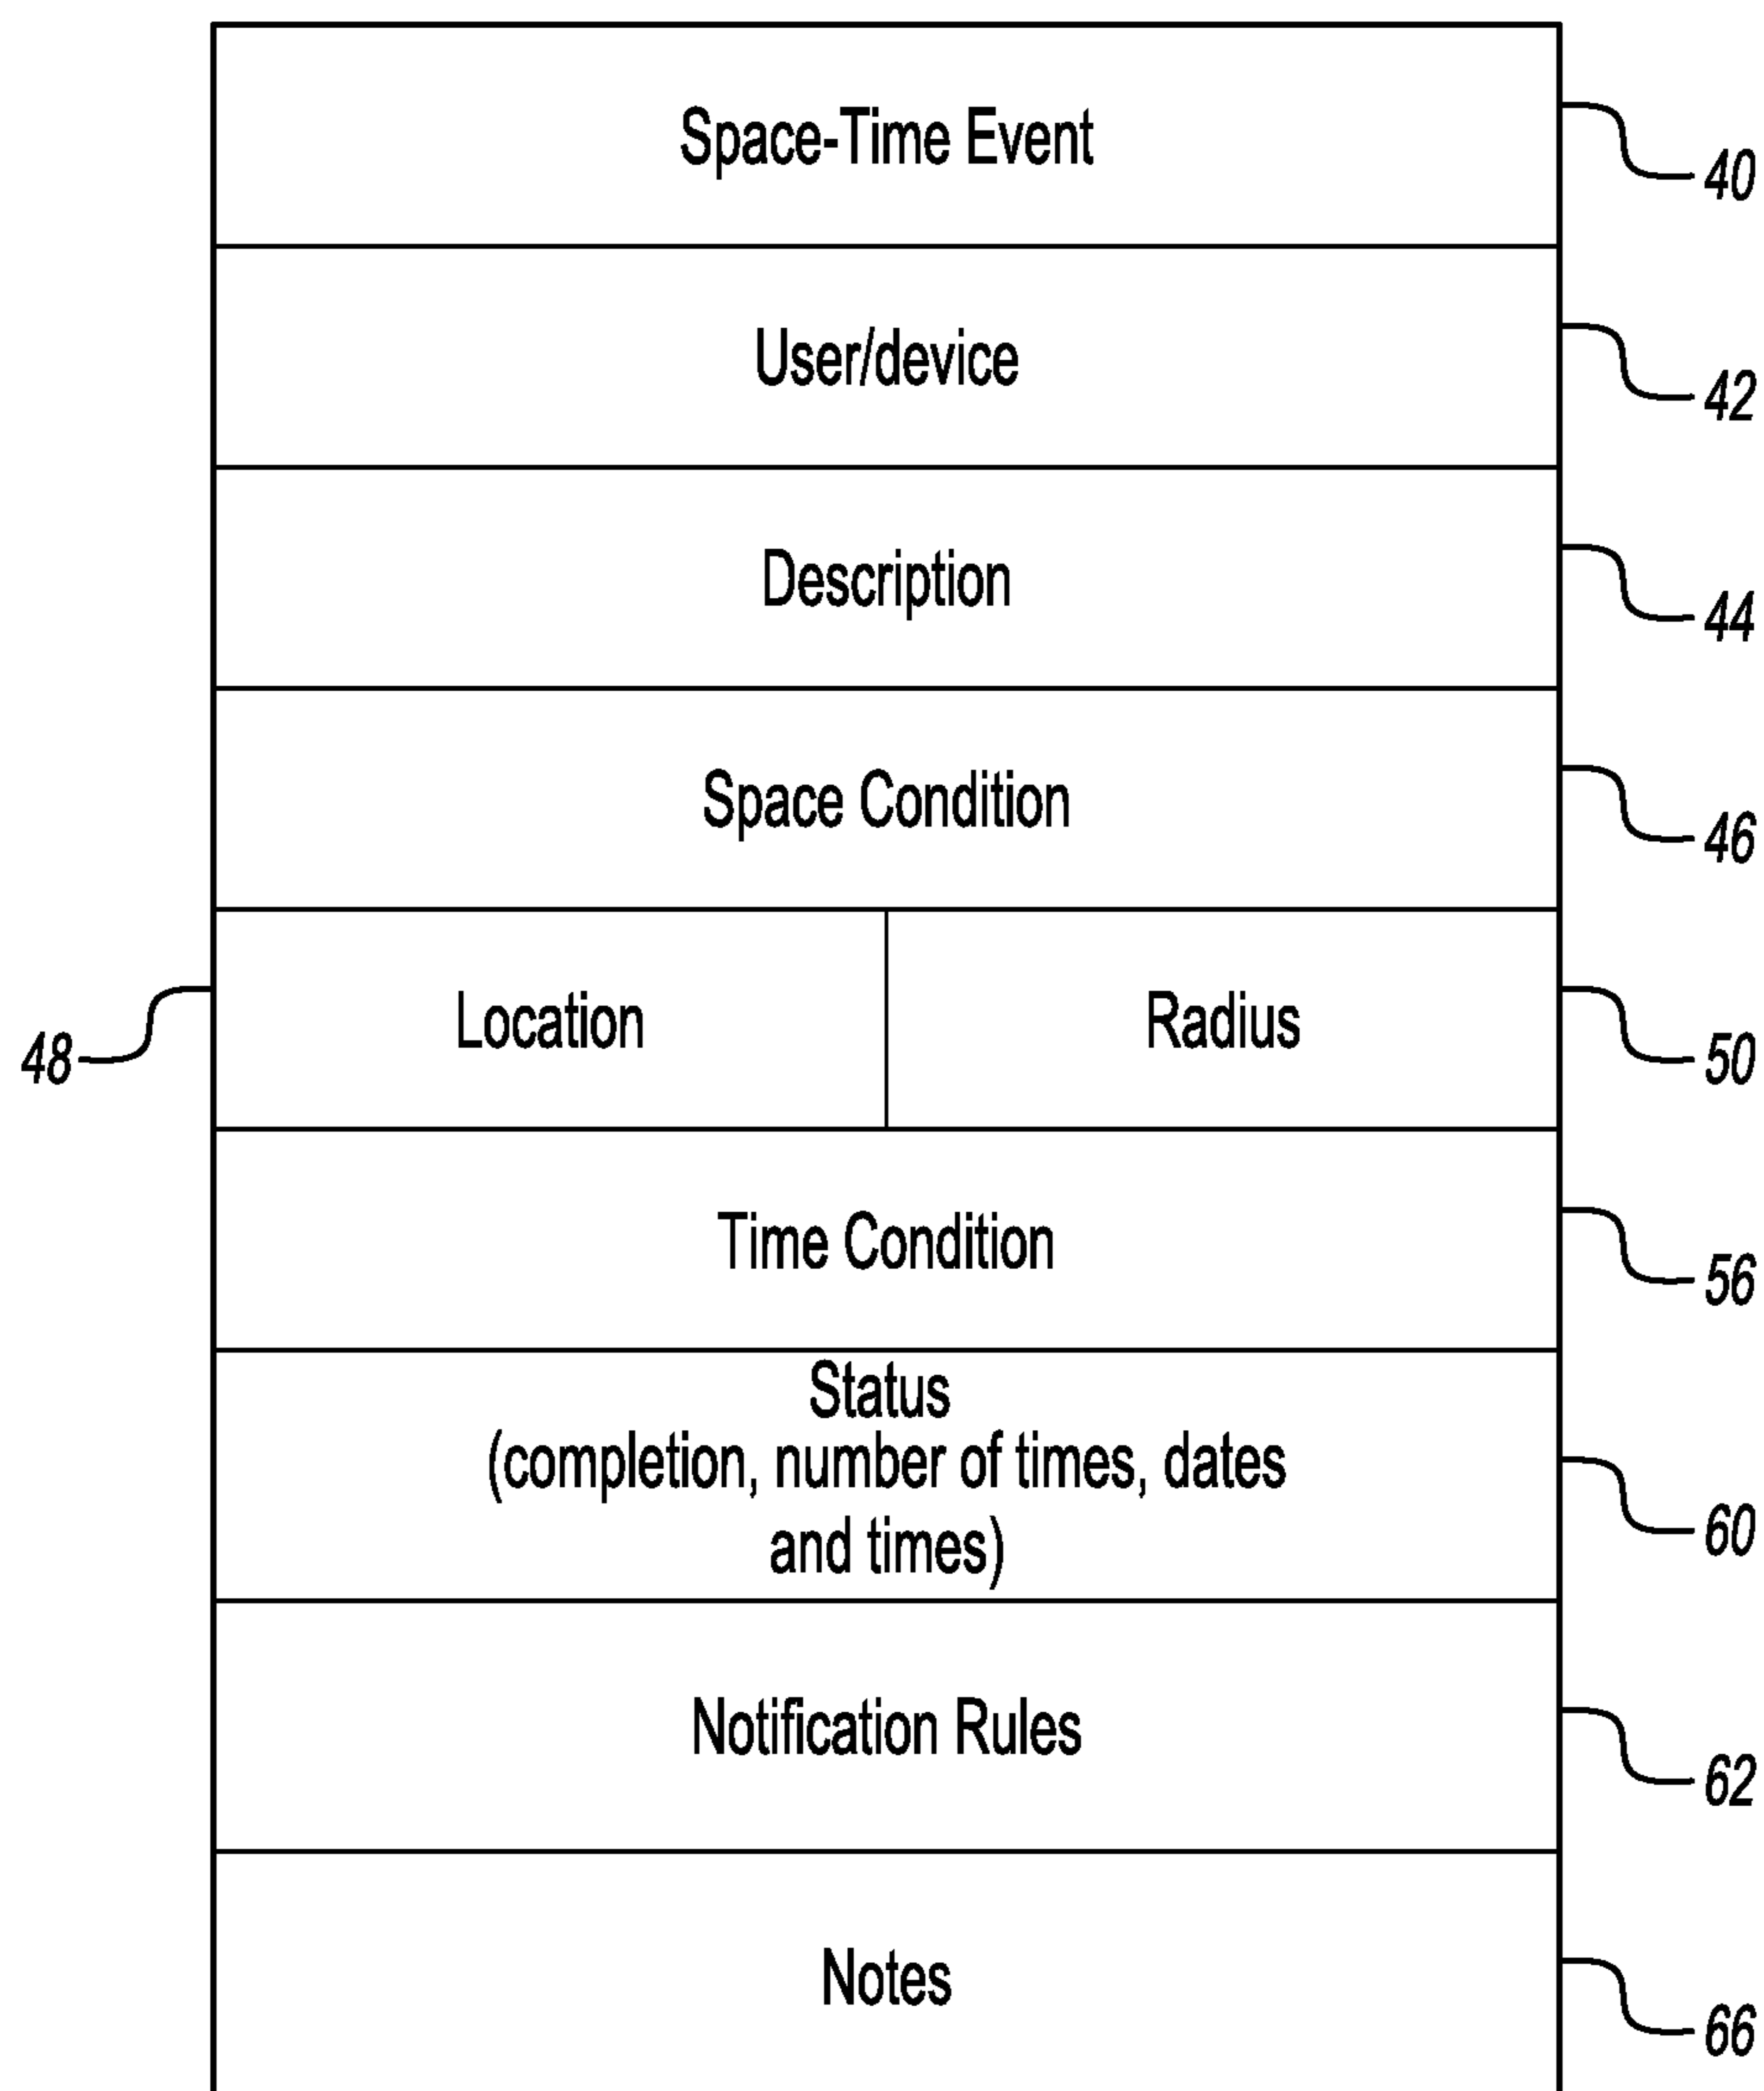 Space-Time Event
40
User/device
42
Description
44
Space Condition
46
48
Location
Radius
50
Time Condition
56
Status
(completion, number of times, dates
and times)
60
Notification Rules
62
Notes
66